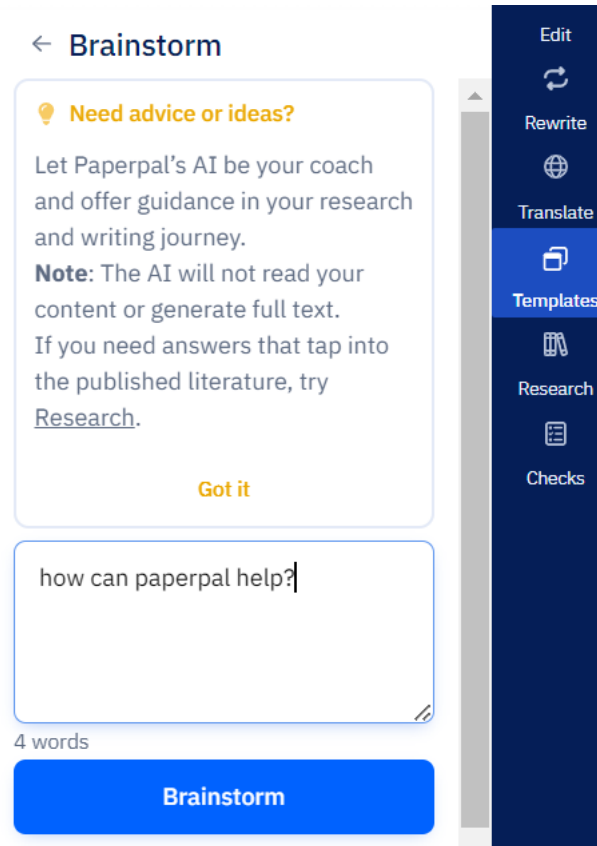 ← Brainstorm
Need advice or ideas?
Let Paperpal's AI be your coach
and offer guidance in your research
and writing journey.
Note: The AI will not read your
content or generate full text.
If you need answers that tap into
the published literature, try
Research.
Got it
how can paperpal help?
4 words
Brainstorm
Edit
Rewrite
Translate
Templates
Research
Checks